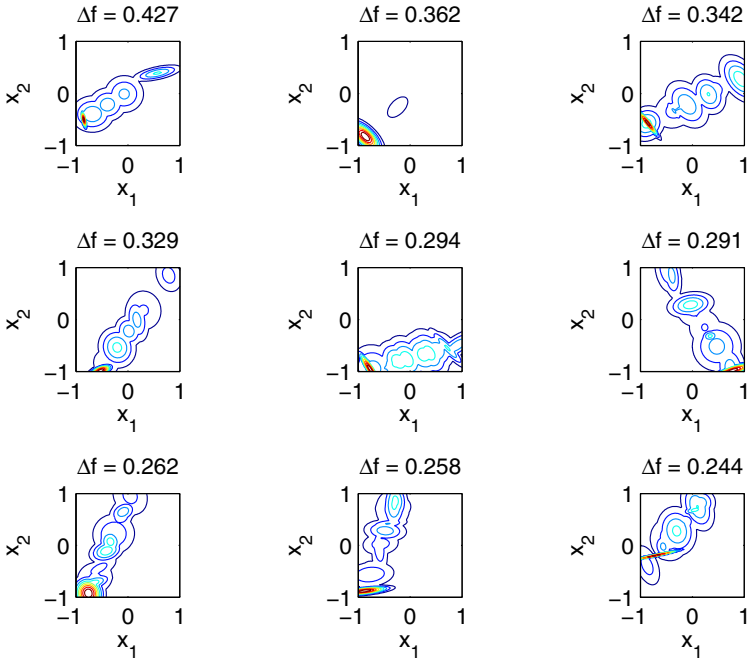 Δf = 0.427 Δf = 0.362 Δf = 0.342
1 1 1
x2 0 x2 0 x2 0
−1 −1 −1
−1 0 1 −1 0 1 −1 0 1
x1 x1 x1
Δf = 0.329 Δf = 0.294 Δf = 0.291
1 1 1
x2 0 x2 0 x2 0
−1 −1 −1
−1 0 1 −1 0 1 −1 0 1
x1 x1 x1
Δf = 0.262 Δf = 0.258 Δf = 0.244
1 1 1
x2 0 x2 0 x2 0
−1 −1 −1
−1 0 1 −1 0 1 −1 0 1
x1 x1 x1